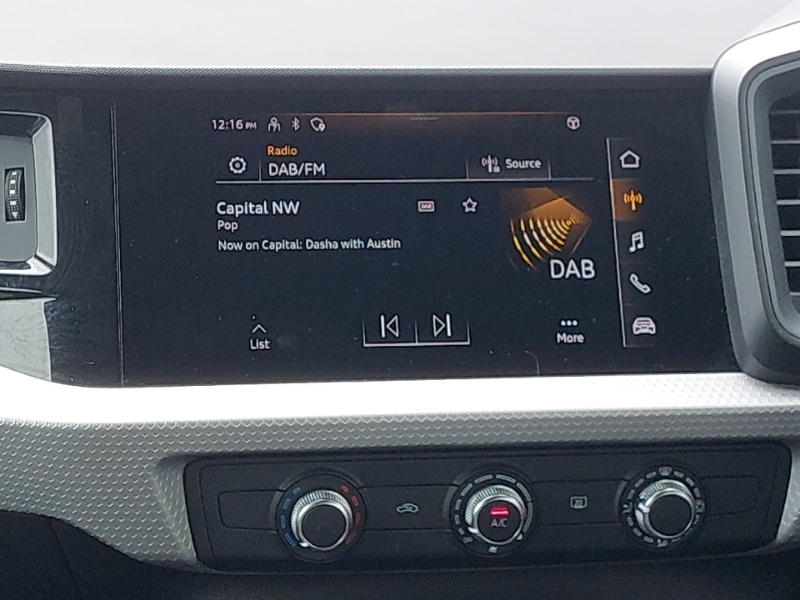 12:16 PM
Radio
DAB/FM
Source
Capital NW
DAB
Pop
Now on Capital: Dasha with Austin
DAB
List
More
A/C